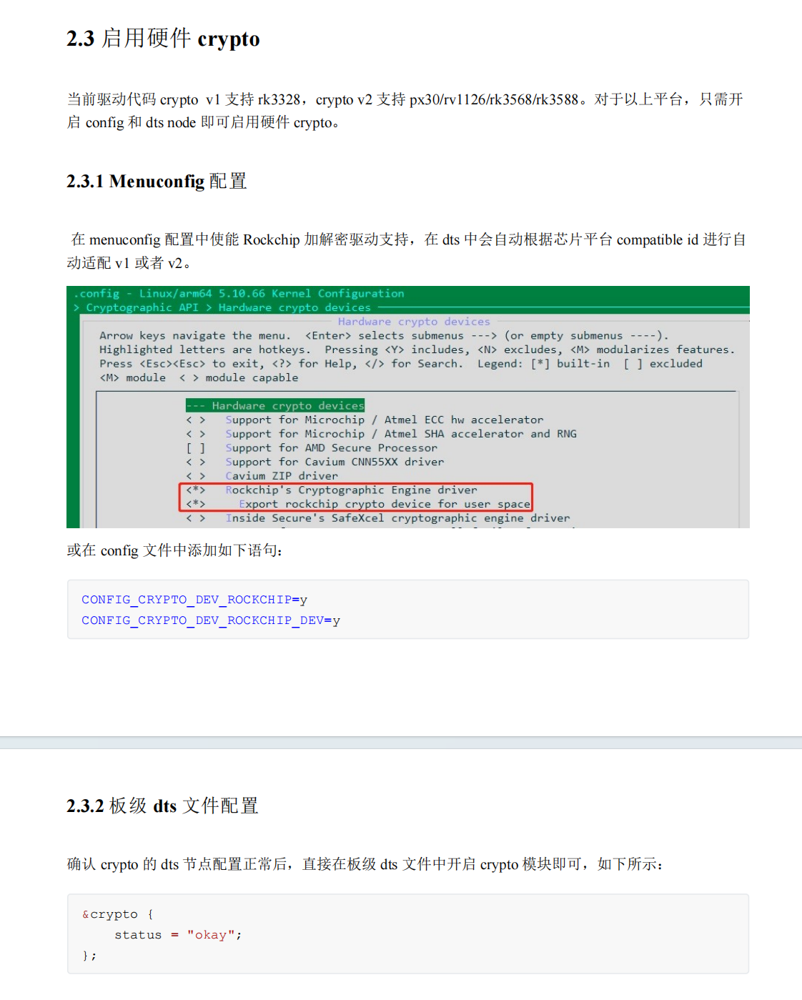 2.3 启用硬件 crypto
当前驱动代码 crypto v1 支持 rk3328，crypto v2 支持 px30/rv1126/rk3568/rk3588。对于以上平台，只需开
启 config 和 dts node 即可启用硬件 crypto。
2.3.1 Menuconfig 配置
在 menuconfig 配置中使能 Rockchip 加解密驱动支持，在 dts 中会自动根据芯片平台 compatible id 进行自
动适配 v1 或者 v2。
.config - Linux/arm64 5.10.66 Kernel Configuration
> Cryptographic API > Hardware crypto devices
Hardware crypto devices
Arrow keys navigate the menu.  <Enter> selects submenus ---> (or empty submenus ----).
Highlighted letters are hotkeys.  Pressing <Y> includes, <N> excludes, <M> modularizes features.
Press <Esc><Esc> to exit, <?> for Help, </> for Search.  Legend: [*] built-in  [ ] excluded
<M> module  < > module capable
--- Hardware crypto devices
< >   Support for Microchip / Atmel ECC hw accelerator
< >   Support for Microchip / Atmel SHA accelerator and RNG
[ ]   Support for AMD Secure Processor
< >   Support for Cavium CNN55XX driver
< >   Cavium ZIP driver
<*>   Rockchip's Cryptographic Engine driver
<*>     Export rockchip crypto device for user space
< >   Inside Secure's SafeXcel cryptographic engine driver
或在 config 文件中添加如下语句：
CONFIG_CRYPTO_DEV_ROCKCHIP=y
CONFIG_CRYPTO_DEV_ROCKCHIP_DEV=y
2.3.2 板级 dts 文件配置
确认 crypto 的 dts 节点配置正常后，直接在板级 dts 文件中开启 crypto 模块即可，如下所示：
&crypto {
    status = "okay";
};